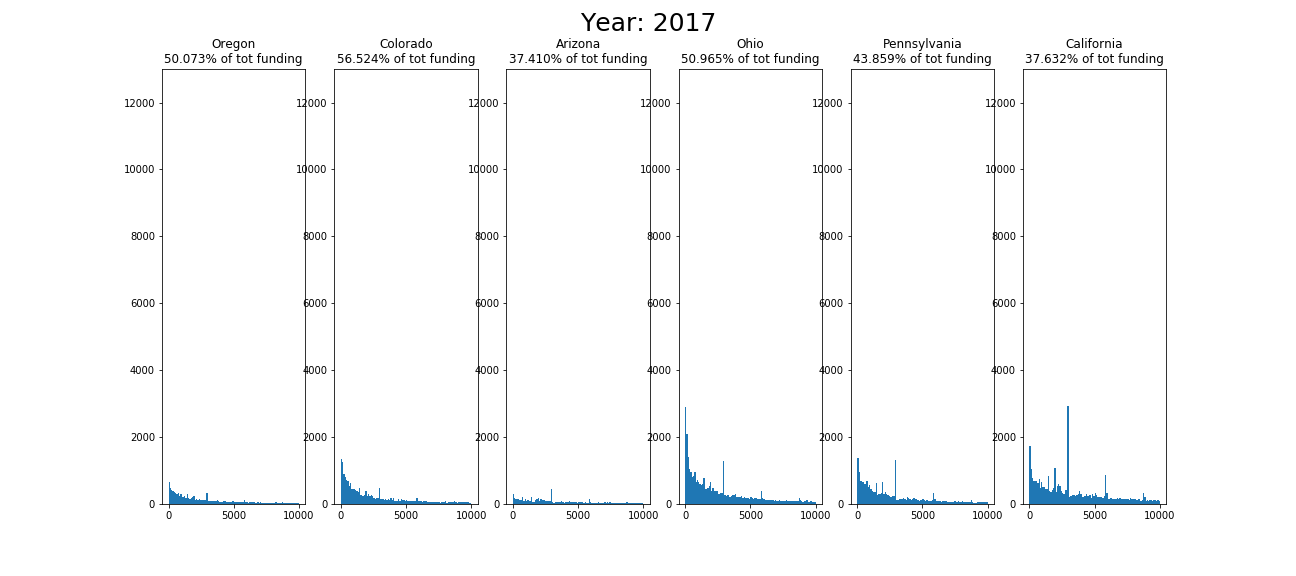 Year: 2017
Oregon
50.073% of tot funding
Colorado
56.524% of tot funding
Arizona
37.410% of tot funding
Ohio
50.965% of tot funding
Pennsylvania
43.859% of tot funding
California
37.632% of tot funding
12000 12000 12000 12000 12000 12000
10000 10000 10000 10000 10000 10000
8000 8000 8000 8000 8000 8000
6000 6000 6000 6000 6000 6000
4000 4000 4000 4000 4000 4000
2000 2000 2000 2000 2000 2000
0 0 0 0 0 0
0 5000 10000 0 5000 10000 0 5000 10000 0 5000 10000 0 5000 10000 0 5000 10000